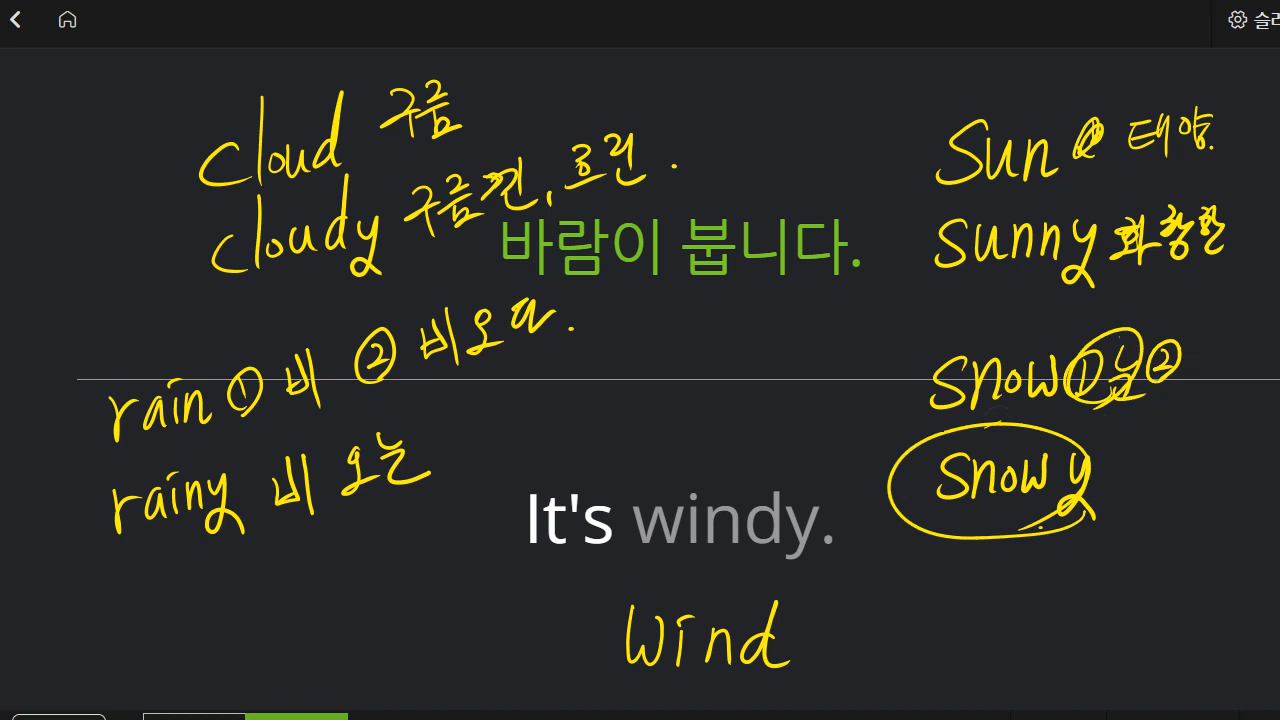 슬라
cloud 구름
cloudy 구름낀, 흐린.
바람이 붑니다.
Sun 태양.
sunny 화창한
rain ① 비 ② 비오다.
rainy 비 오는
snow ① 눈 ②
snowy
It's windy.
wind